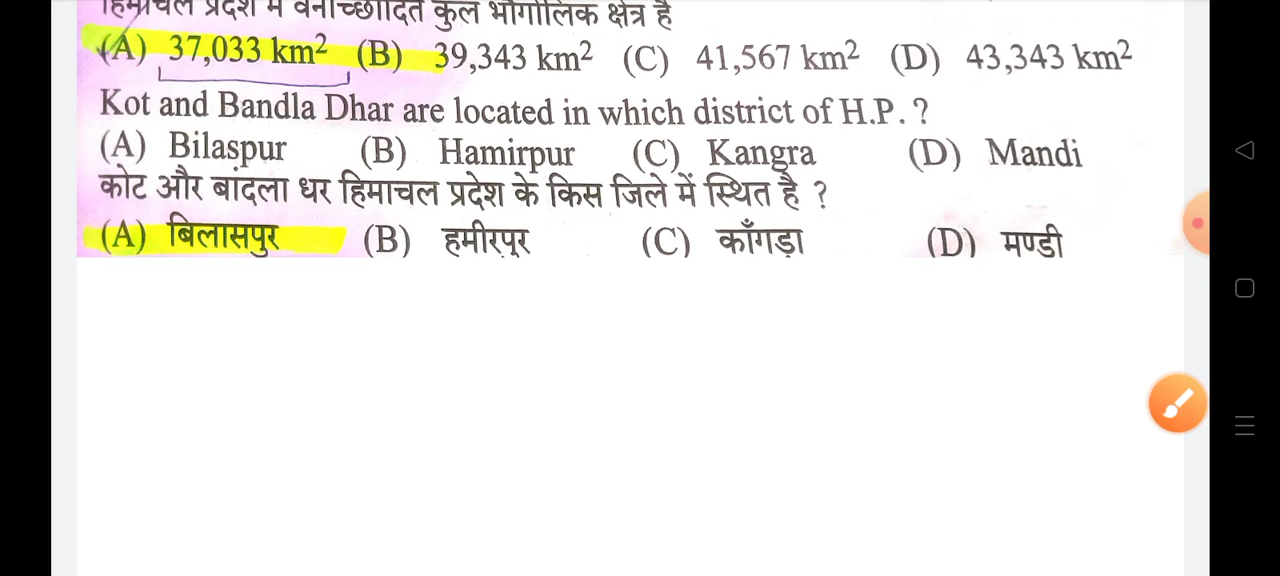 हिमाचल प्रदेश में वनाच्छादित कुल भौगोलिक क्षेत्र है
(A) 37,033 km² (B) 39,343 km² (C) 41,567 km² (D) 43,343 km²
Kot and Bandla Dhar are located in which district of H.P. ?
(A) Bilaspur (B) Hamirpur (C) Kangra (D) Mandi
कोट और बांदला धर हिमाचल प्रदेश के किस जिले में स्थित है ?
(A) बिलासपुर (B) हमीरपूर (C) काँगड़ा (D) मण्डी